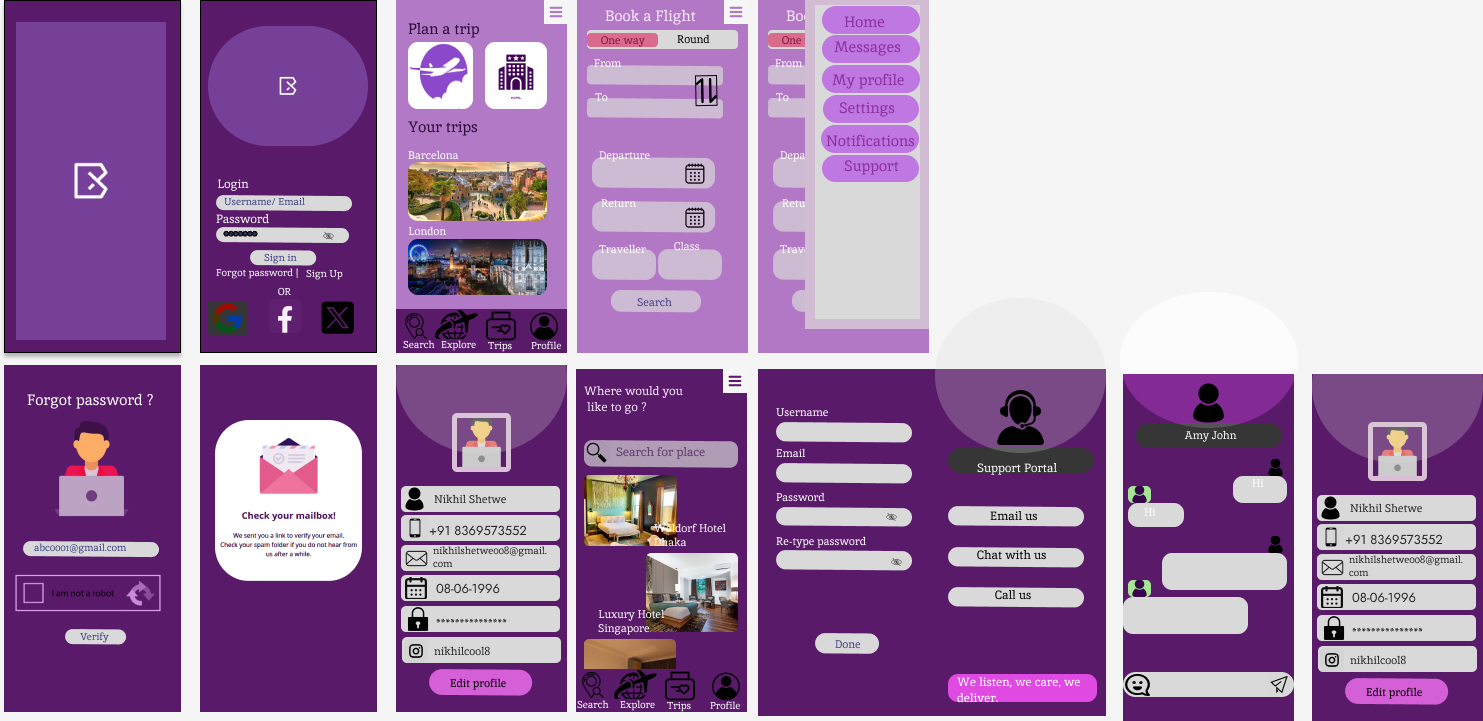 Login
Username/ Email
Password
Sign in
Forgot password |
Sign Up
OR
Plan a trip
Your trips
Barcelona
London
Search
Explore
Trips
Profile
Book a Flight
One way
Round
From
To
Departure
Return
Traveller
Class
Search
Boo
One
From
To
Depa
Retu
Trav
Home
Messages
My profile
Settings
Notifications
Support
Forgot password ?
abc0001@gmail.com
I am not a robot
Verify
Check your mailbox!
We sent you a link to verify your email.
Check your spam folder if you do not hear from
us after a while.
Nikhil Shetwe
+91 8369573552
nikhilshetwe008@gmail.
com
08-06-1996
***************
nikhilcool8
Edit profile
Where would you
like to go ?
Search for place
Waldorf Hotel
Dhaka
Luxury Hotel
Singapore
Search
Explore
Trips
Profile
Username
Email
Password
Re-type password
Done
Support Portal
Email us
Chat with us
Call us
We listen, we care, we
deliver.
Amy John
Hi
Hi
Nikhil Shetwe
+91 8369573552
nikhilshetwe008@gmail.
com
08-06-1996
***************
nikhilcool8
Edit profile